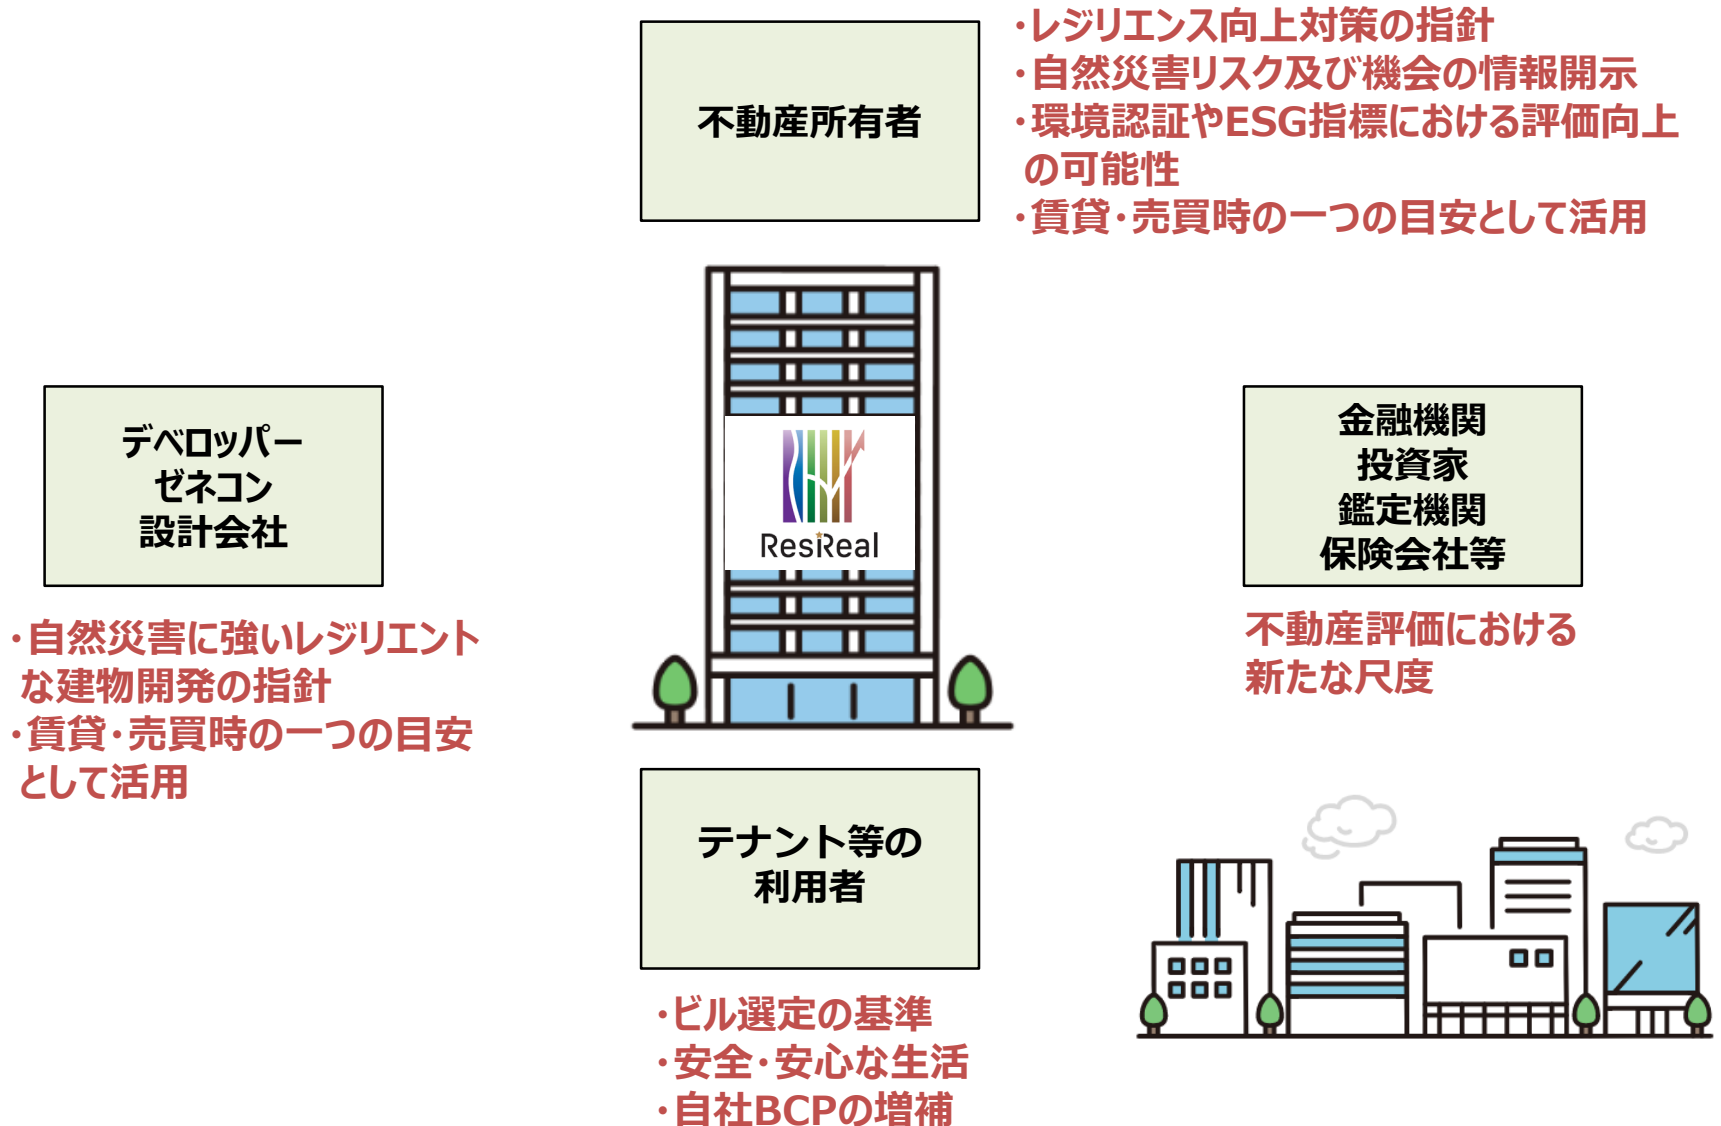 不動産所有者
・レジリエンス向上対策の指針
・自然災害リスク及び機会の情報開示
・環境認証やESG指標における評価向上
の可能性
・賃貸・売買時の一つの目安として活用
デベロッパー
ゼネコン
設計会社
・自然災害に強いレジリエント
な建物開発の指針
・賃貸・売買時の一つの目安
として活用
ResReal
金融機関
投資家
鑑定機関
保険会社等
不動産評価における
新たな尺度
テナント等の
利用者
・ビル選定の基準
・安全・安心な生活
・自社BCPの増補